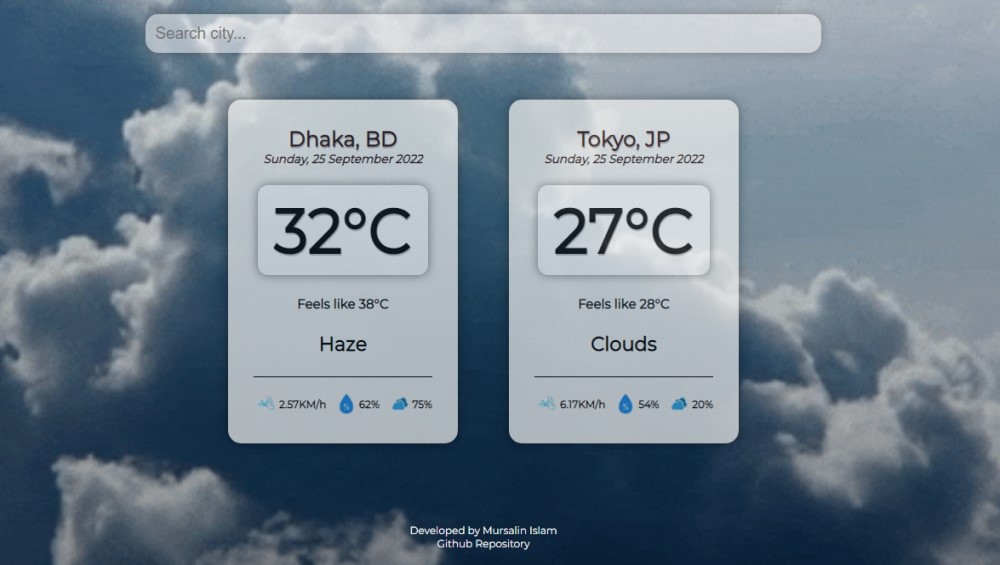 Search city...
Dhaka, BD
Sunday, 25 September 2022
32°C
Feels like 38°C
Haze
2.57KM/h 62% 75%
Tokyo, JP
Sunday, 25 September 2022
27°C
Feels like 28°C
Clouds
6.17KM/h 54% 20%
Developed by Mursalin Islam
Github Repository